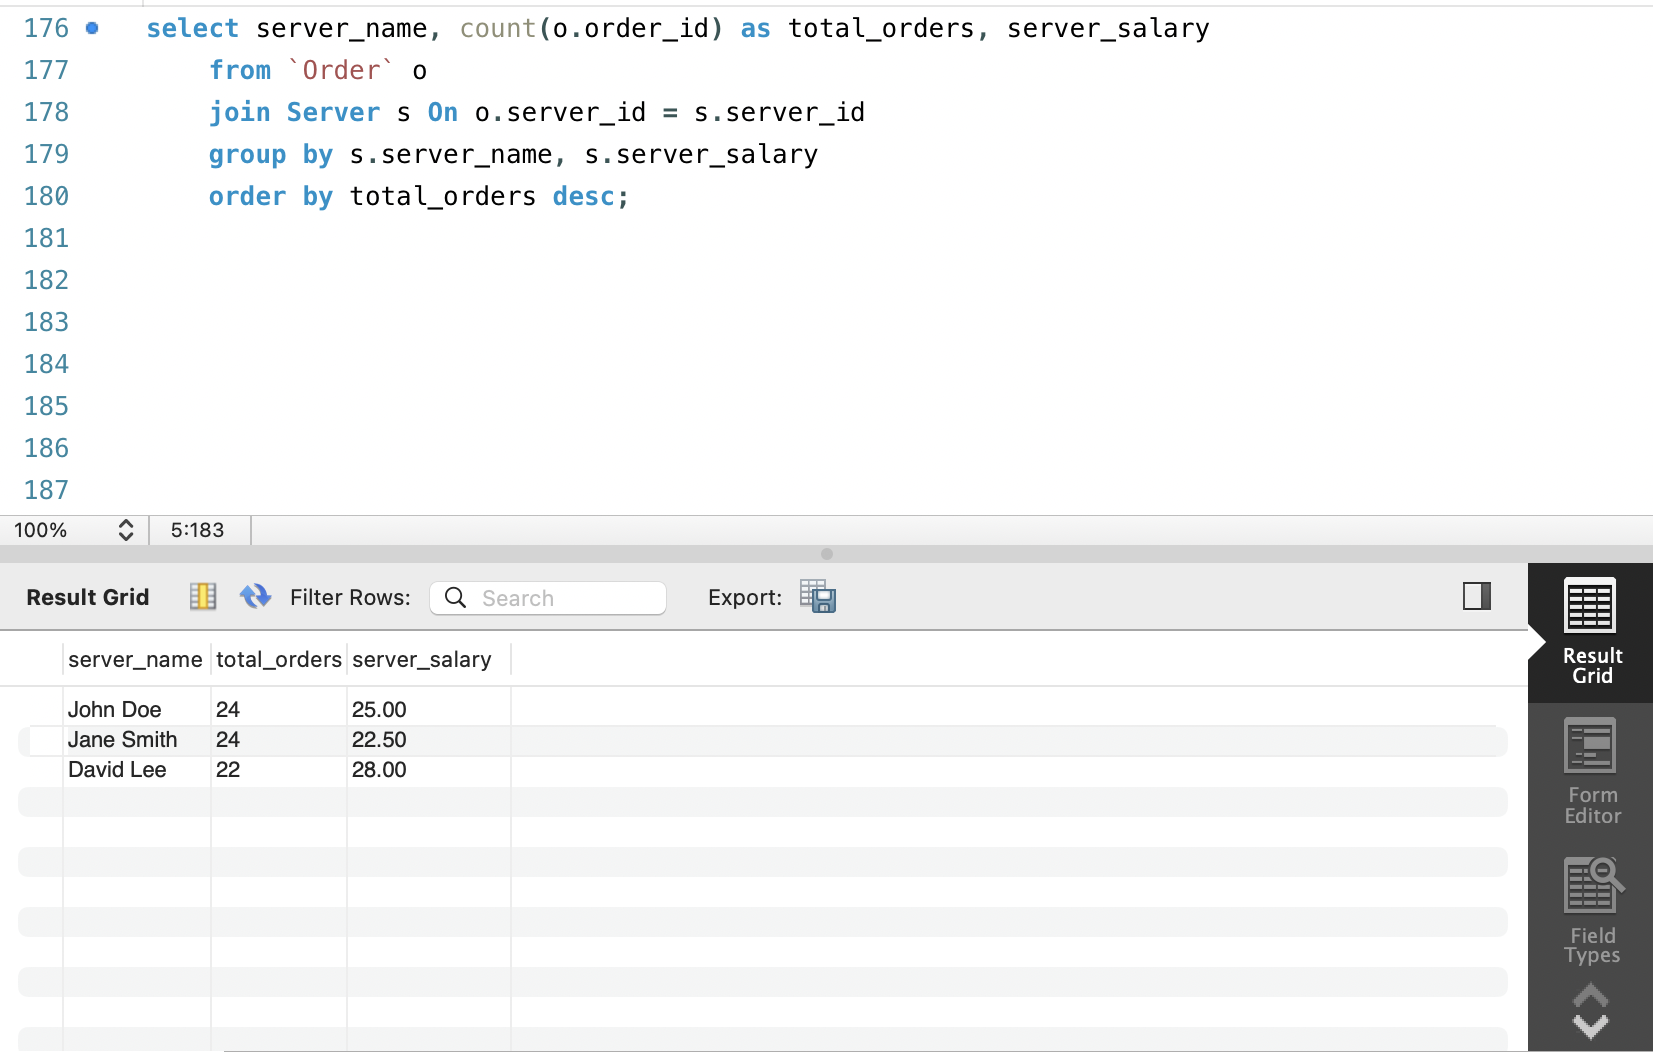 176 select server_name, count(o.order_id) as total_orders, server_salary
177 from `Order` o
178 join Server s On o.server_id = s.server_id
179 group by s.server_name, s.server_salary
180 order by total_orders desc;
181
182
183
184
185
186
187
100% 5:183
Result Grid Filter Rows: Search Export:
server_name total_orders server_salary
John Doe 24 25.00
Jane Smith 24 22.50
David Lee 22 28.00
Result
Grid
Form
Editor
Field
Types